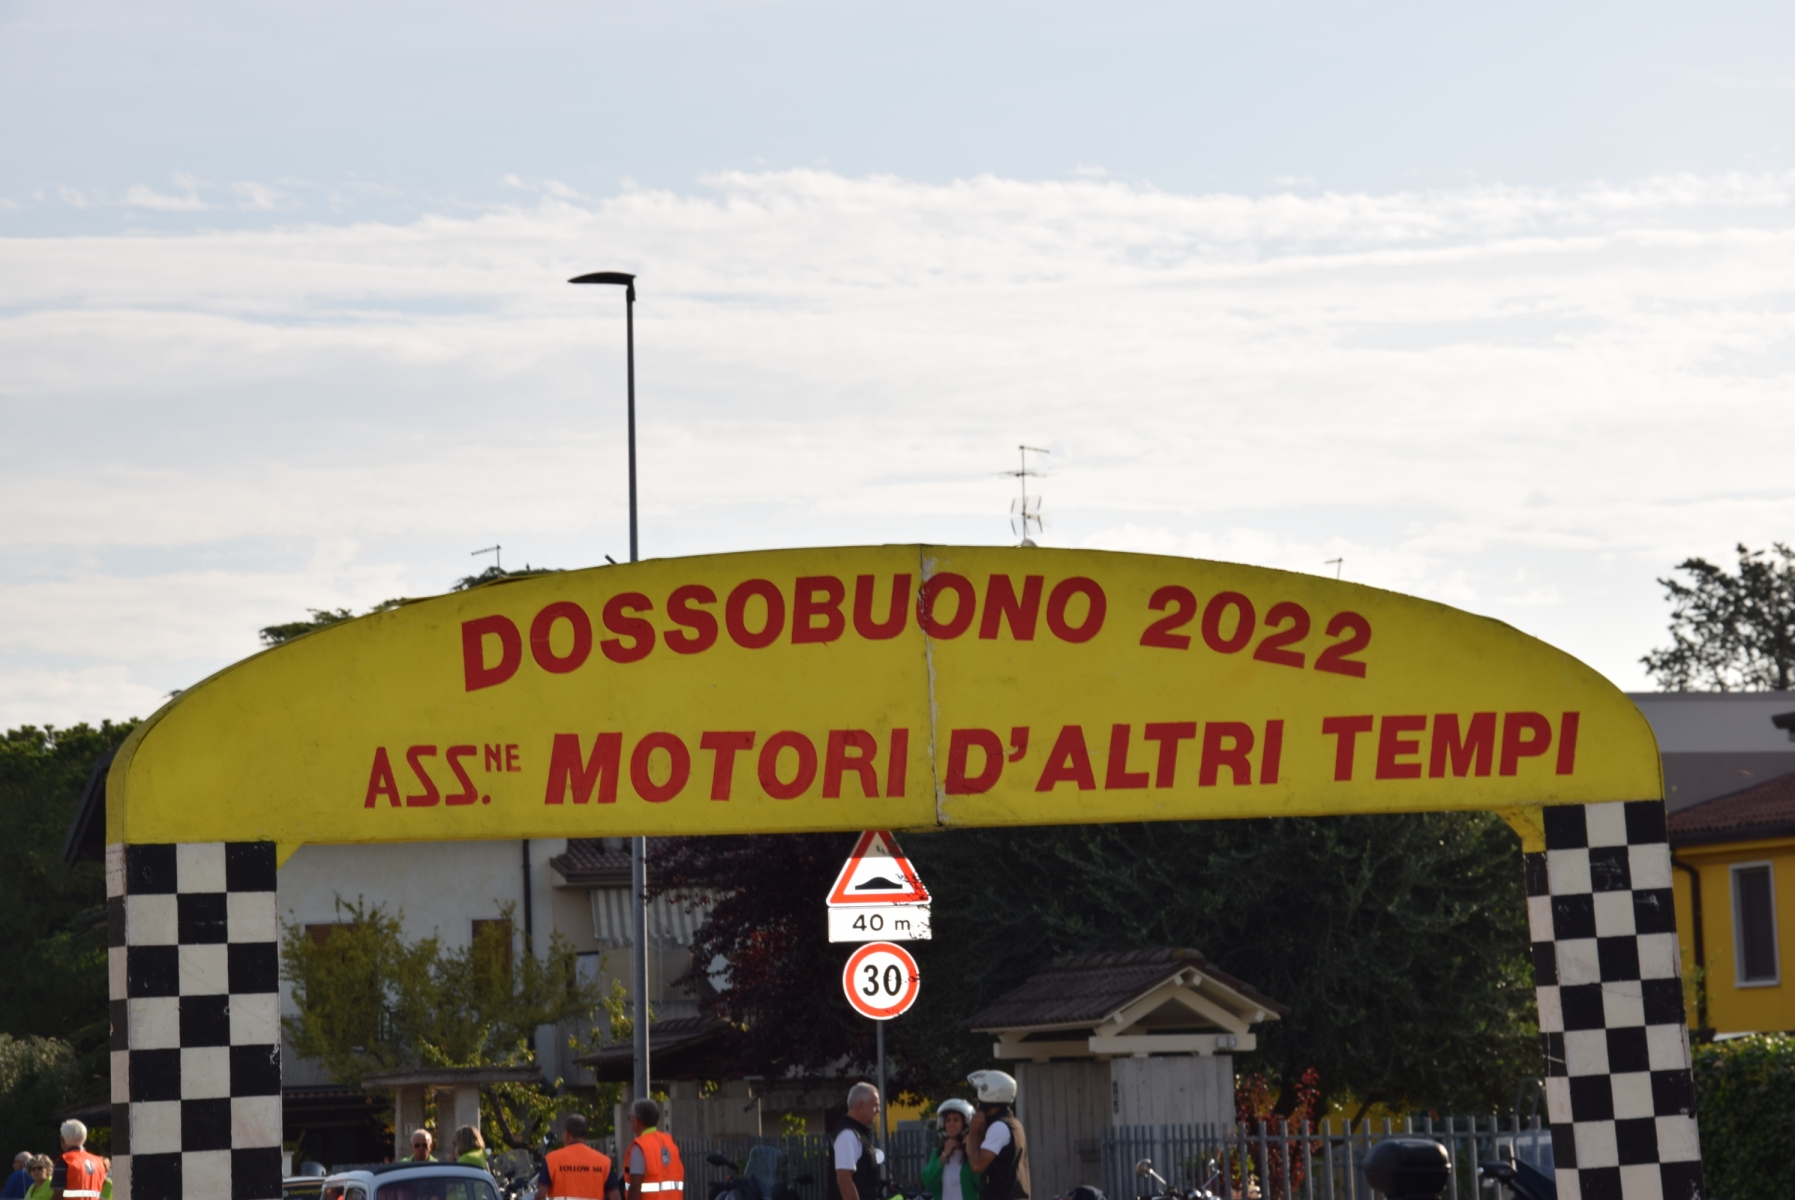 DOSSOBUONO 2022
ASS.NE MOTORI D'ALTRI TEMPI
40 m
30
FOLLOW ME